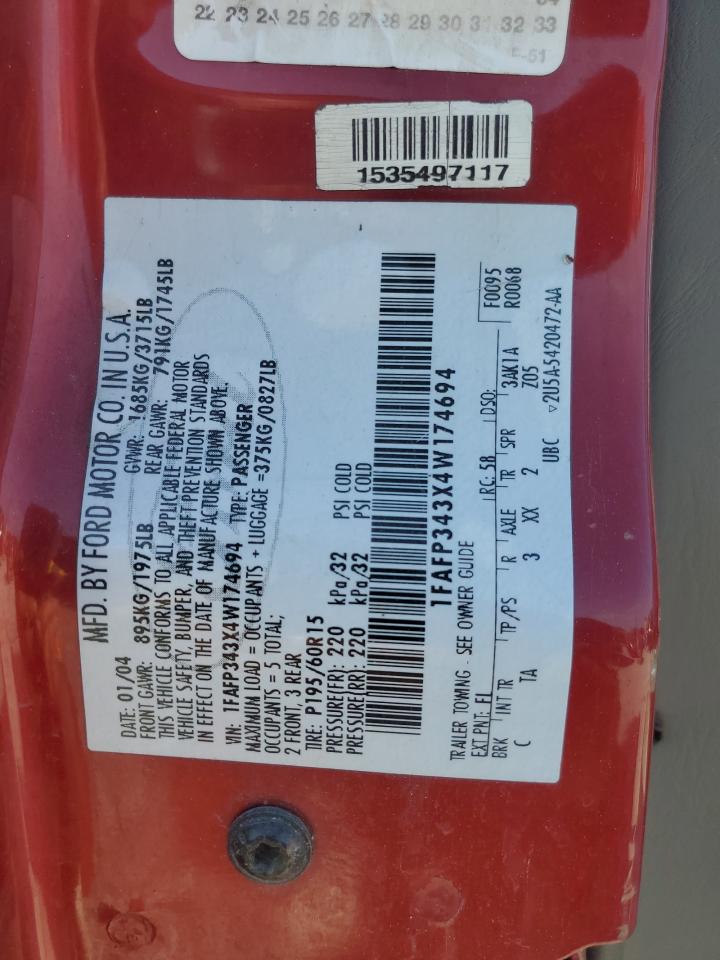 22 23 24 25 26 27 28 29 30 31 32 33
1535497117
MFD. BY FORD MOTOR CO. IN U.S.A.
DATE: 01/04 GVWR: 1685KG/3715LB
FRONT GAWR: 895KG/1975LB REAR GAWR: 791KG/1745LB
THIS VEHICLE CONFORMS TO ALL APPLICABLE FEDERAL MOTOR
VEHICLE SAFETY, BUMPER, AND THEFT PREVENTION STANDARDS
IN EFFECT ON THE DATE OF MANUFACTURE SHOWN ABOVE.
VIN: 1FAFP343X4W174694 TYPE: PASSENGER
MAXIMUM LOAD = OCCUPANTS + LUGGAGE =375KG/0827LB
OCCUPANTS = 5 TOTAL;
2 FRONT, 3 REAR
TIRE: P195/60R15
PRESSURE(FR): 220 kPa/32 PSI COLD
PRESSURE(RR): 220 kPa/32 PSI COLD
1FAFP343X4W174694
F0095
R0068
TRAILER TOWING - SEE OWNER GUIDE
EXT PNT: E1 RC: 58 DSO:
BRK INT TR TP/PS R AXLE TR SPR 3AK1A
C TA 3 XX 2 Z05
UBC ▽2U5A-5420472-AA